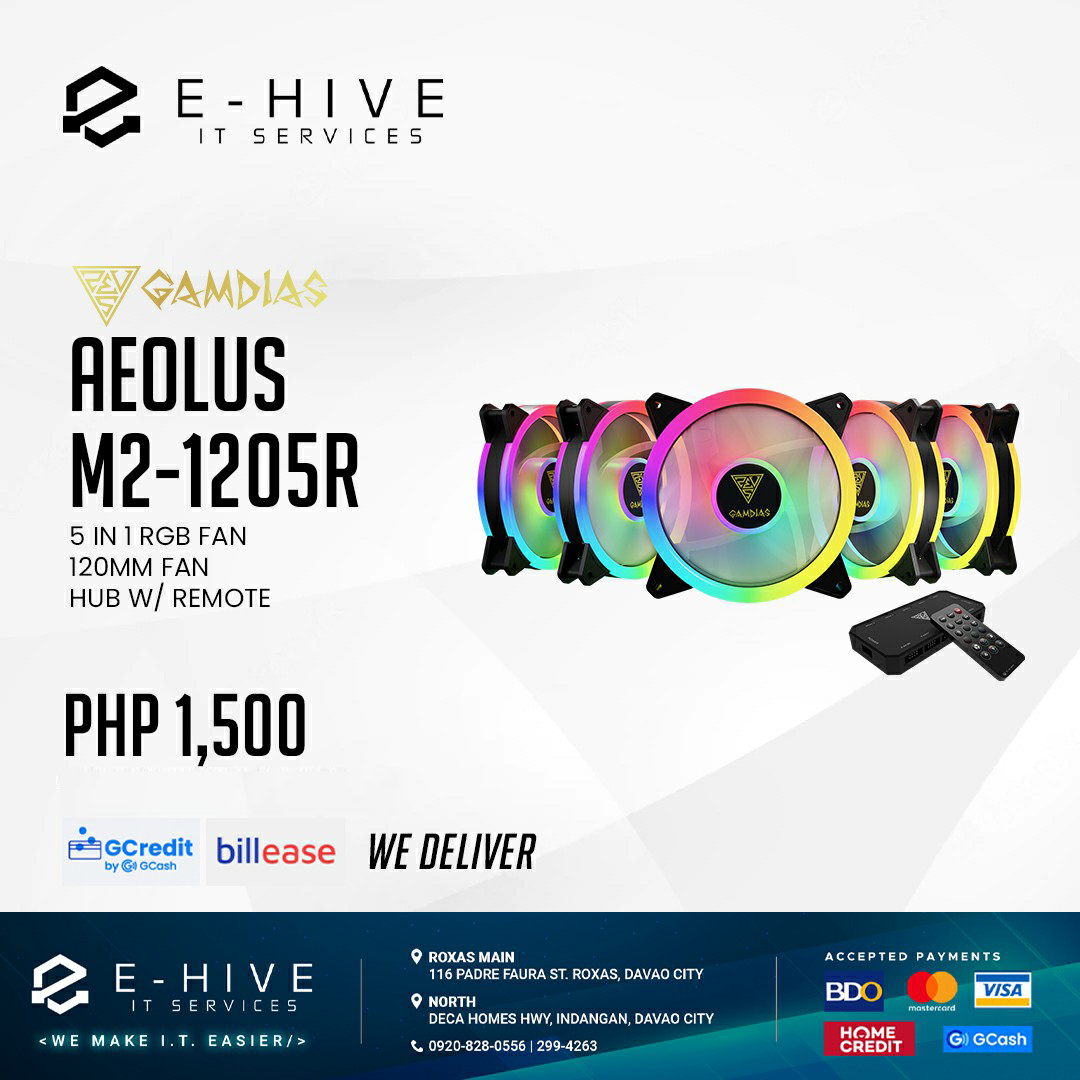 E-HIVE
IT SERVICES
GAMDIAS
AEOLUS
M2-1205R
5 IN 1 RGB FAN
120MM FAN
HUB W/ REMOTE
GAMDIAS
PHP 1,500
GCredit
by GCash
billease
WE DELIVER
E-HIVE
IT SERVICES
<WE MAKE I.T. EASIER/>
ROXAS MAIN
116 PADRE FAURA ST. ROXAS, DAVAO CITY
NORTH
DECA HOMES HWY, INDANGAN, DAVAO CITY
0920-828-0556 | 299-4263
ACCEPTED PAYMENTS
BDO
mastercard
VISA
HOME
CREDIT
GCash